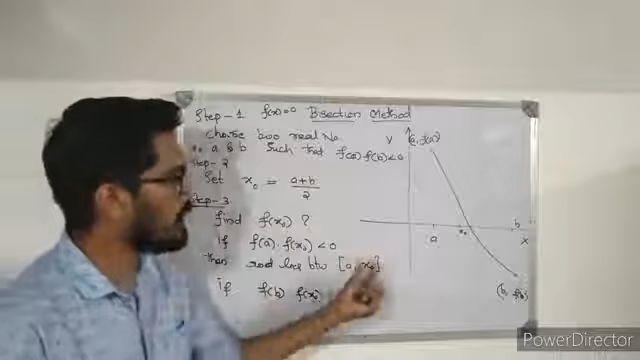 Step-1 f(x)=0 Bisection Method
choose two real No.
a & b Such that f(a) f(b)<0
Step-2
Set x₀ = a+b/2
Step-3
find f(x₀) ?
if f(a). f(x₀) < 0
then root lies btw [a, x₀]
if f(b) f(x₀)
Y
(a, f(a))
a
x₀
b
X
(b, f(b))
PowerDirector